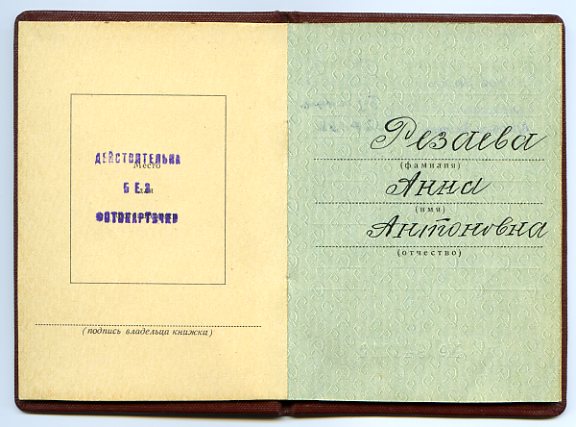 ДЕЙСТВИТЕЛЬНА
Место
БЕЗ
ФОТОКАРТОЧКИ
(подпись владельца книжки)
Резаева
(фамилия)
Анна
(имя)
Антоновна
(отчество)